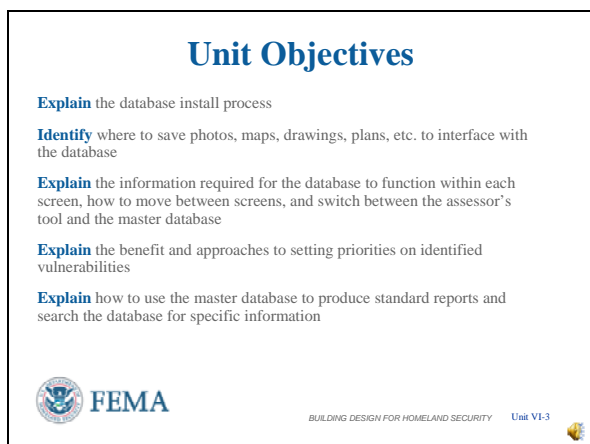 Unit Objectives
Explain the database install process
Identify where to save photos, maps, drawings, plans, etc. to interface with
the database
Explain the information required for the database to function within each
screen, how to move between screens, and switch between the assessor's
tool and the master database
Explain the benefit and approaches to setting priorities on identified
vulnerabilities
Explain how to use the master database to produce standard reports and
search the database for specific information
FEMA
BUILDING DESIGN FOR HOMELAND SECURITY Unit VI-3